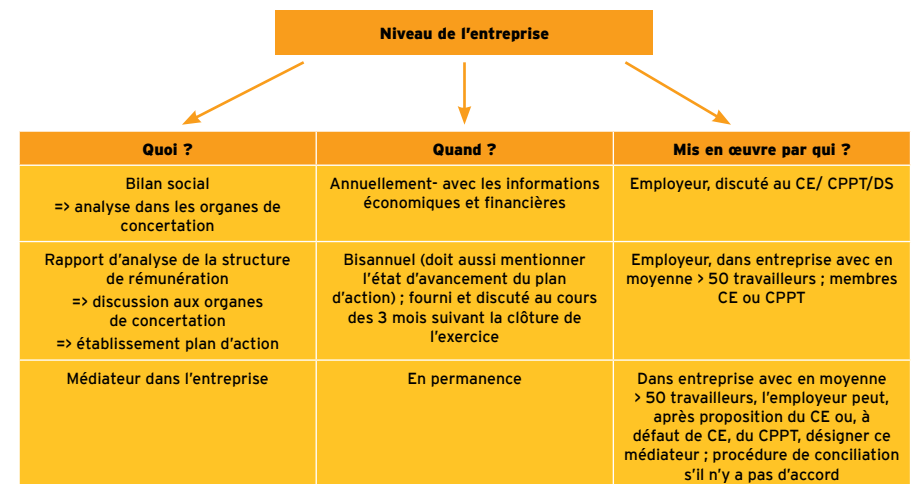 Niveau de l'entreprise
Quoi ?
Quand ?
Mis en œuvre par qui ?
Bilan social
=> analyse dans les organes de
concertation
Annuellement- avec les informations
économiques et financières
Employeur, discuté au CE/ CPPT/DS
Rapport d'analyse de la structure
de rémunération
=> discussion aux organes
de concertation
=> établissement plan d'action
Bisannuel (doit aussi mentionner
l'état d'avancement du plan
d'action) ; fourni et discuté au cours
des 3 mois suivant la clôture de
l'exercice
Employeur, dans entreprise avec en
moyenne > 50 travailleurs ; membres
CE ou CPPT
Médiateur dans l'entreprise
En permanence
Dans entreprise avec en moyenne
> 50 travailleurs, l'employeur peut,
après proposition du CE ou, à
défaut de CE, du CPPT, désigner ce
médiateur ; procédure de conciliation
s'il n'y a pas d'accord